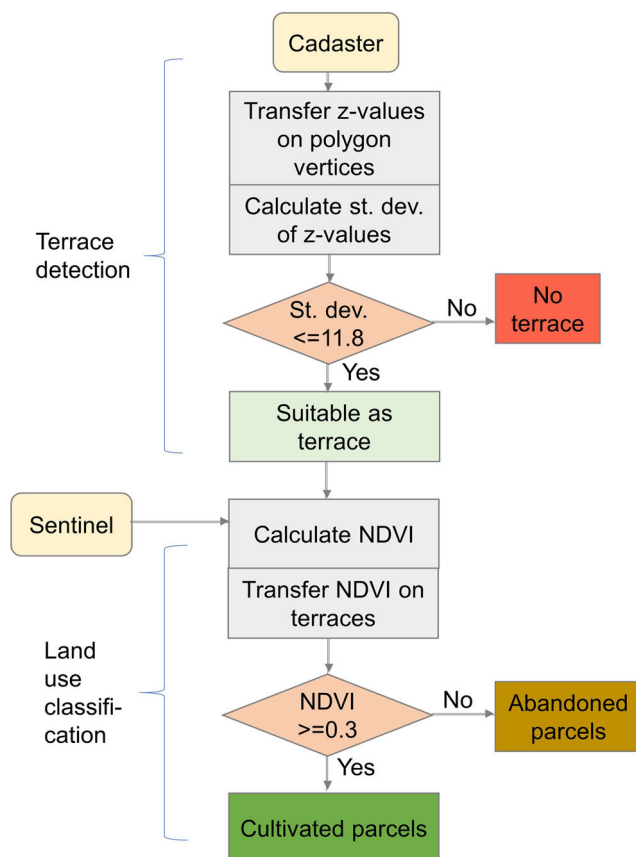 Cadaster
Transfer z-values
on polygon
vertices
Calculate st. dev.
of z-values
Terrace
detection
St. dev.
<=11.8
No
No
terrace
Yes
Suitable as
terrace
Sentinel
Calculate NDVI
Transfer NDVI on
terraces
Land
use
classifi-
cation
NDVI
>=0.3
No
Abandoned
parcels
Yes
Cultivated parcels